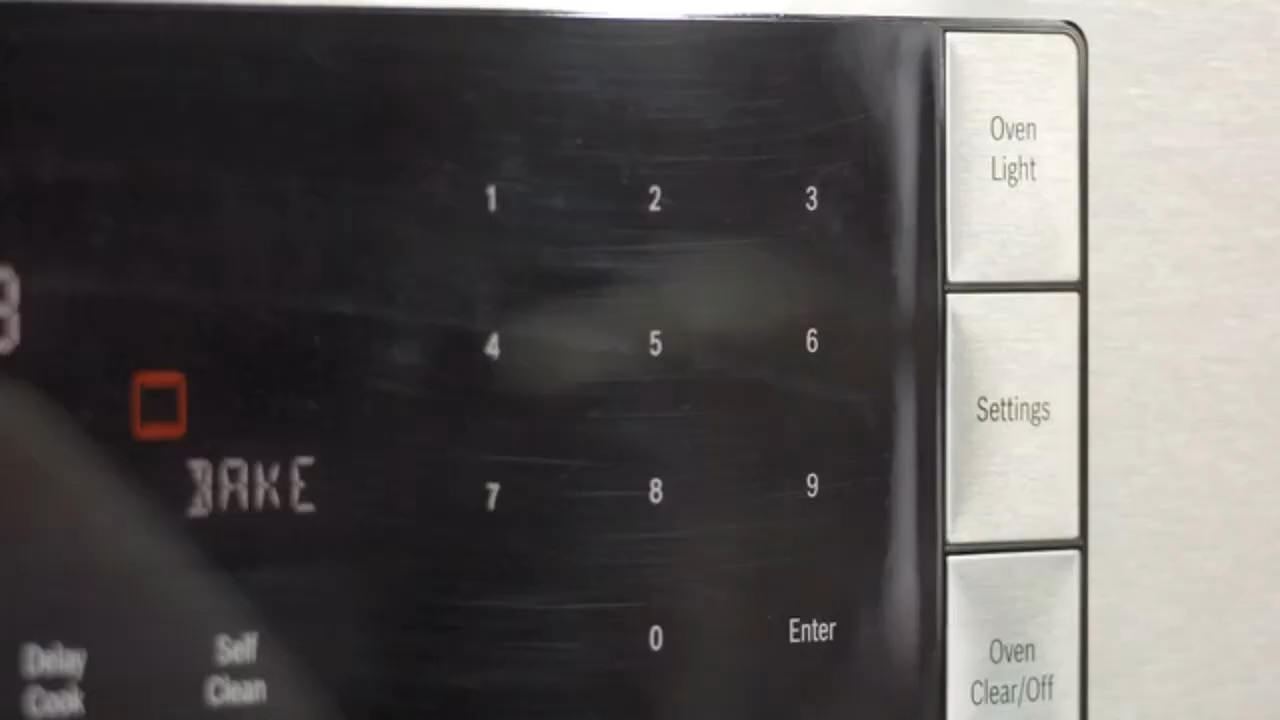 Oven
Light
1 2 3
3
4 5 6
Settings
BAKE
7 8 9
0 Enter
Delay
Cook
Self
Clean
Oven
Clear/Off